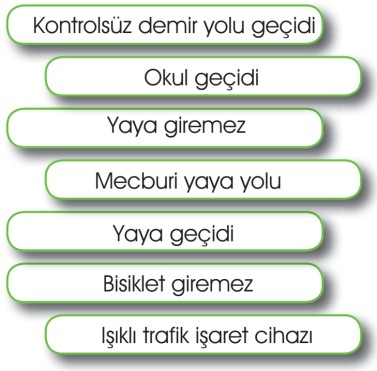 Kontrolsüz demir yolu geçidi
Okul geçidi
Yaya giremez
Mecburi yaya yolu
Yaya geçidi
Bisiklet giremez
Işıklı trafik işaret cihazı